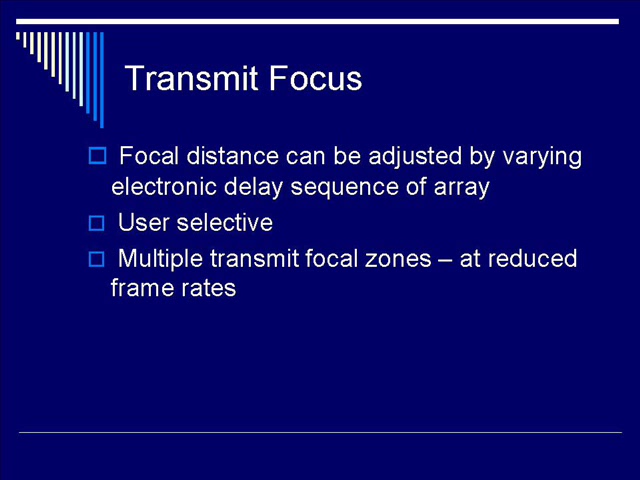 Transmit Focus
Focal distance can be adjusted by varying
electronic delay sequence of array
User selective
Multiple transmit focal zones – at reduced
frame rates